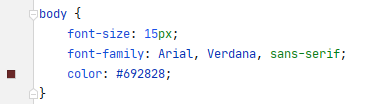 body {
    font-size: 15px;
    font-family: Arial, Verdana, sans-serif;
    color: #692828;
}